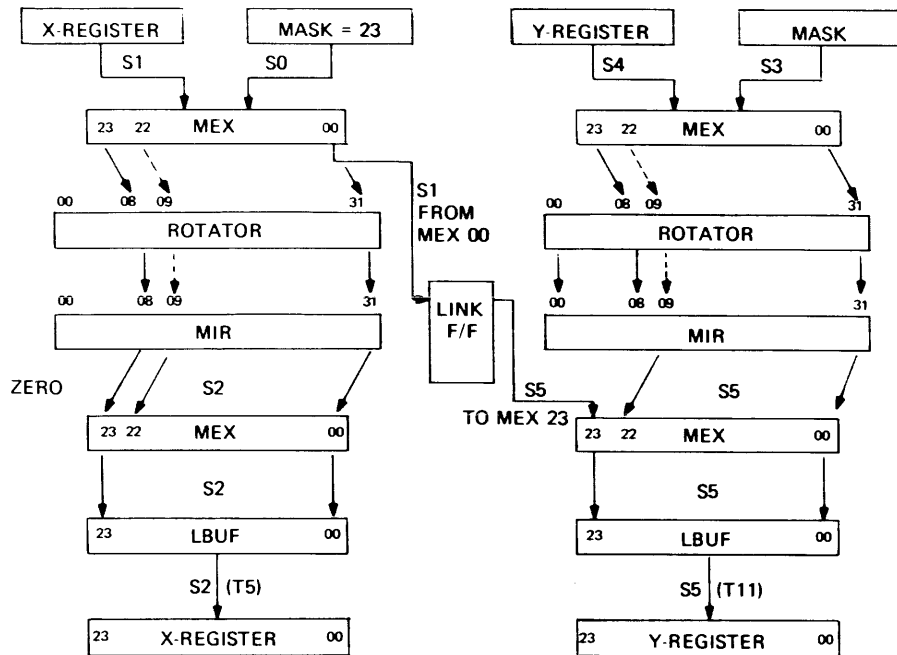 X-REGISTER MASK = 23 Y-REGISTER MASK
S1 S0 S4 S3
23 22 MEX 00 23 22 MEX 00
S1
FROM
MEX 00
00 08 09 31 00 08 09 31
ROTATOR ROTATOR
00 08 09 31 00 08 09 31
MIR MIR
LINK
F/F
ZERO S2 S5 S5
TO MEX 23
23 22 MEX 00 23 22 MEX 00
S2 S5
23 LBUF 00 23 LBUF 00
S2 (T5) S5 (T11)
23 X-REGISTER 00 23 Y-REGISTER 00